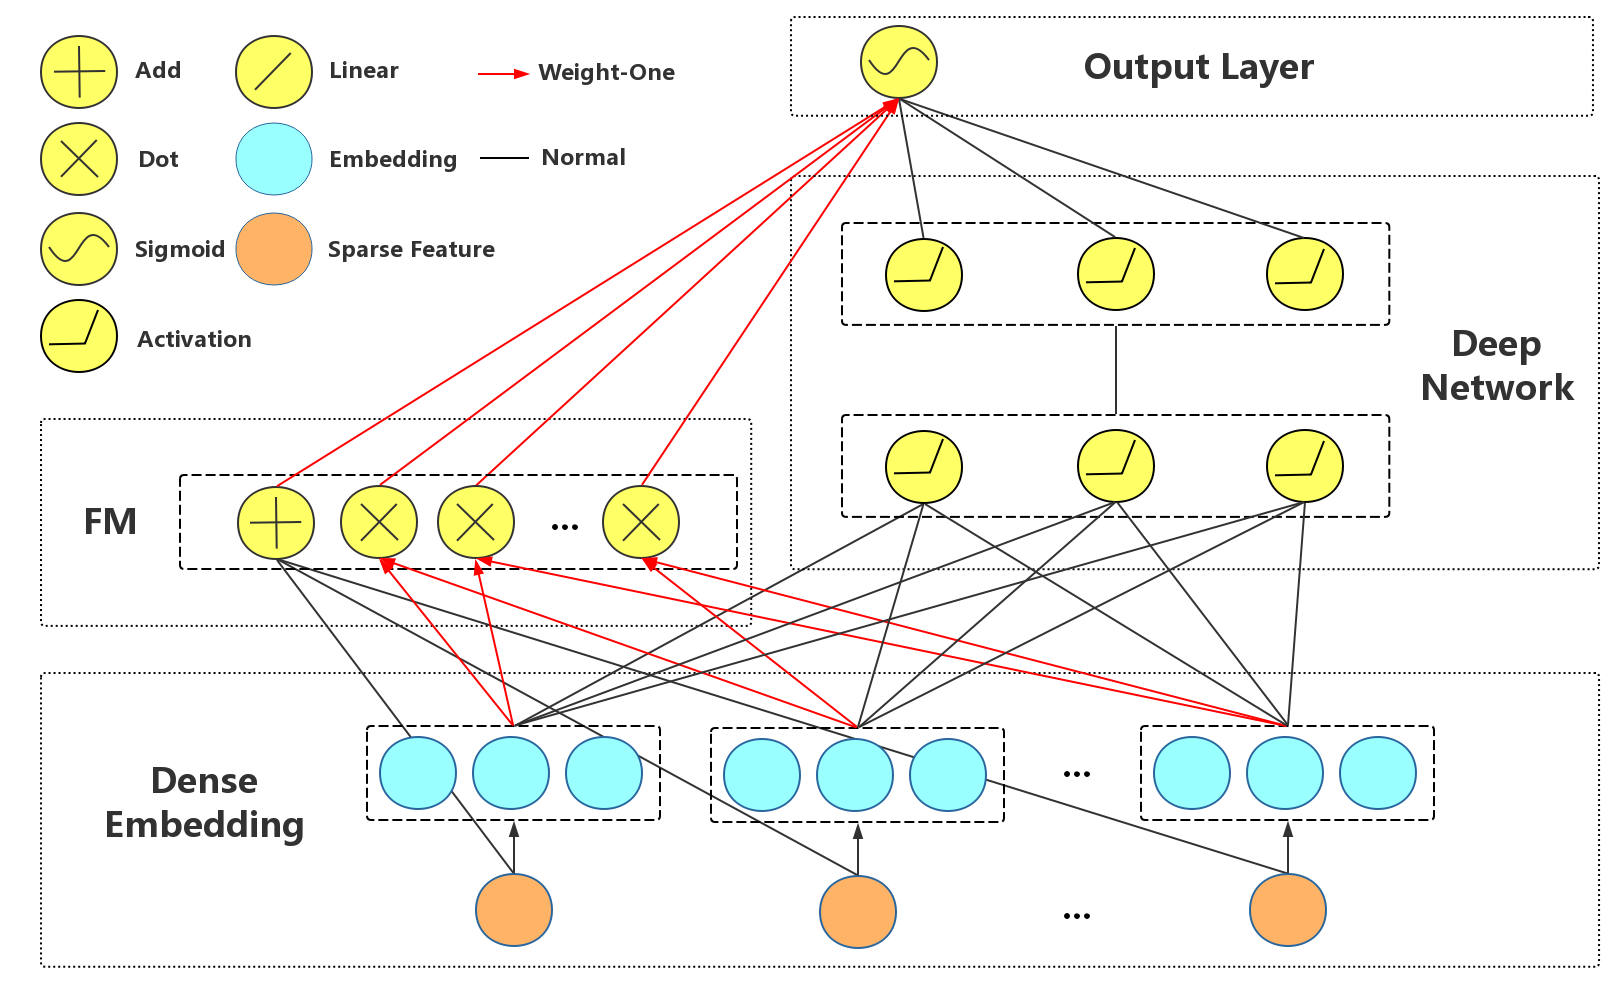 Add
Linear
Weight-One
Dot
Embedding
Normal
Sigmoid
Sparse Feature
Activation
Output Layer
Deep
Network
FM
...
Dense
Embedding
...
...